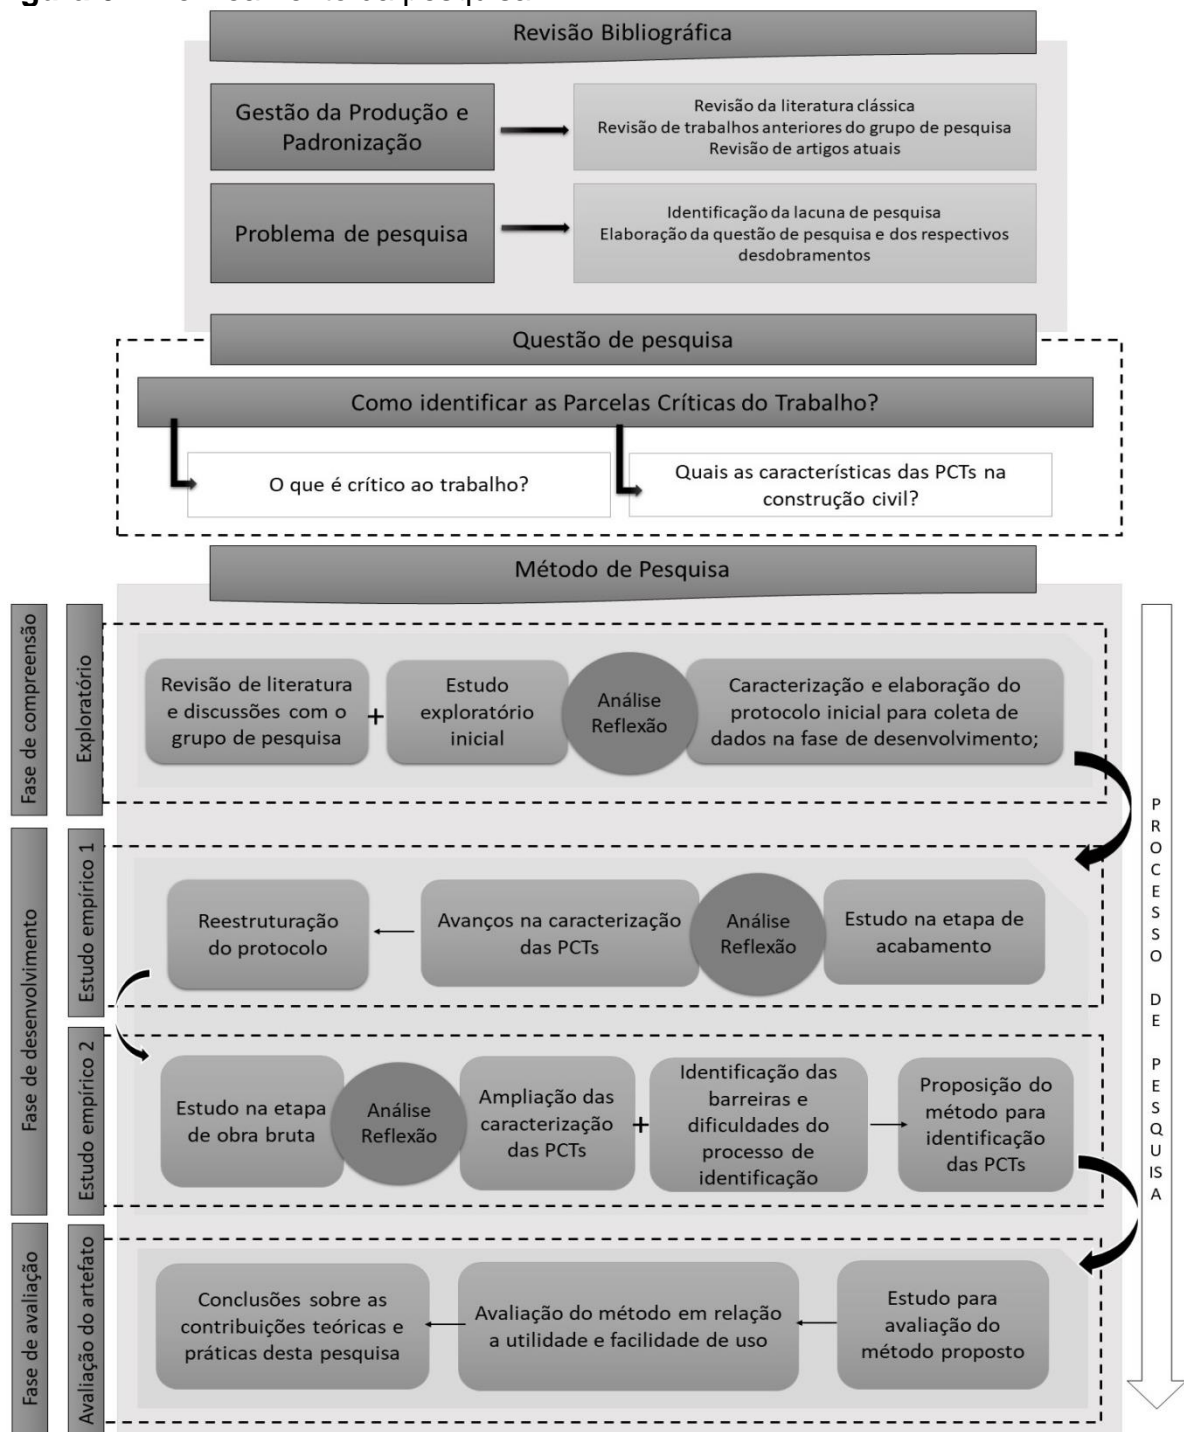 Revisão Bibliográfica
Gestão da Produção e
Padronização
Revisão da literatura clássica
Revisão de trabalhos anteriores do grupo de pesquisa
Revisão de artigos atuais
Problema de pesquisa
Identificação da lacuna de pesquisa
Elaboração da questão de pesquisa e dos respectivos
desdobramentos
Questão de pesquisa
Como identificar as Parcelas Críticas do Trabalho?
O que é crítico ao trabalho?
Quais as características das PCTs na
construção civil?
Método de Pesquisa
Fase de compreensão
Exploratório
Revisão de literatura
e discussões com o
grupo de pesquisa
+
Estudo
exploratório
inicial
Análise
Reflexão
Caracterização e elaboração do
protocolo inicial para coleta de
dados na fase de desenvolvimento;
Fase de desenvolvimento
Estudo empírico 1
Reestruturação
do protocolo
Avanços na caracterização
das PCTs
Análise
Reflexão
Estudo na etapa de
acabamento
Estudo empírico 2
Estudo na etapa
de obra bruta
Análise
Reflexão
Ampliação das
caracterização
das PCTs
+
Identificação das
barreiras e
dificuldades do
processo de
identificação
Proposição do
método para
identificação
das PCTs
Fase de avaliação
Avaliação do artefato
Conclusões sobre as
contribuições teóricas e
práticas desta pesquisa
Avaliação do método em relação
a utilidade e facilidade de uso
Estudo para
avaliação do
método proposto
PROCESSO DE PESQUISA